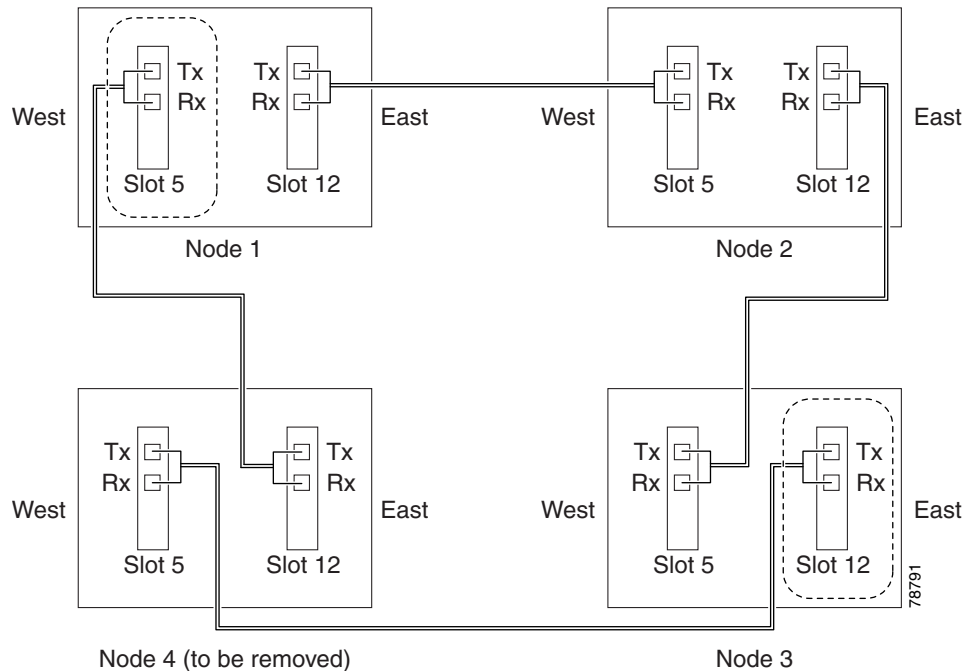 Tx
Rx
Tx
Rx
West
East
Slot 5
Slot 12
Node 1
Tx
Rx
Tx
Rx
West
East
Slot 5
Slot 12
Node 2
Tx
Rx
Tx
Rx
West
East
Slot 5
Slot 12
Node 4 (to be removed)
Tx
Rx
Tx
Rx
West
East
Slot 5
Slot 12
Node 3
78791